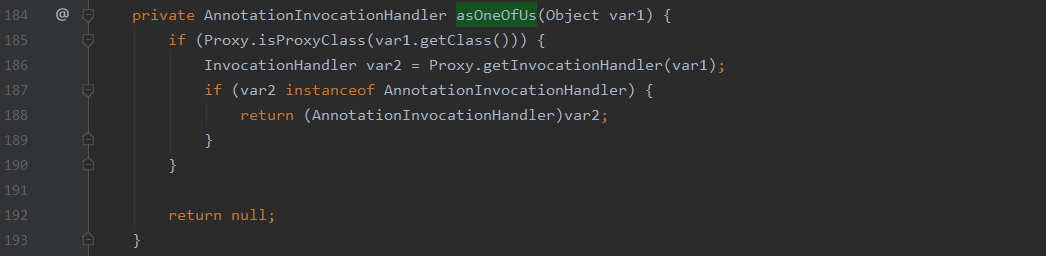 184 @ private AnnotationInvocationHandler asOneOfUs(Object var1) {
185 if (Proxy.isProxyClass(var1.getClass())) {
186 InvocationHandler var2 = Proxy.getInvocationHandler(var1);
187 if (var2 instanceof AnnotationInvocationHandler) {
188 return (AnnotationInvocationHandler)var2;
189 }
190 }
191
192 return null;
193 }